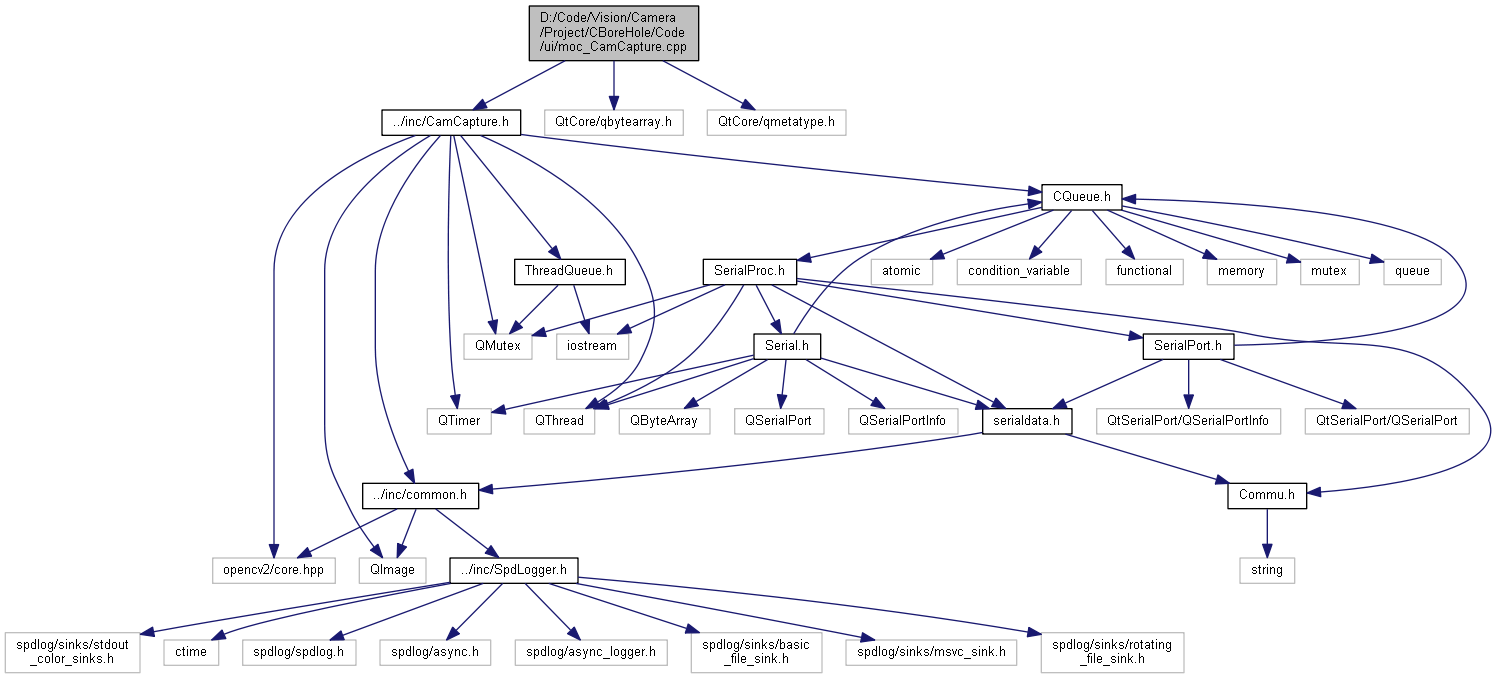 D:/Code/Vision/Camera
/Project/CBoreHole/Code
/ui/moc_CamCapture.cpp
../inc/CamCapture.h
QtCore/qbytearray.h
QtCore/qmetatype.h
CQueue.h
ThreadQueue.h
SerialProc.h
atomic
condition_variable
functional
memory
mutex
queue
QMutex
iostream
Serial.h
SerialPort.h
QTimer
QThread
QByteArray
QSerialPort
QSerialPortInfo
serialdata.h
QtSerialPort/QSerialPortInfo
QtSerialPort/QSerialPort
../inc/common.h
Commu.h
opencv2/core.hpp
QImage
../inc/SpdLogger.h
string
spdlog/sinks/stdout
_color_sinks.h
ctime
spdlog/spdlog.h
spdlog/async.h
spdlog/async_logger.h
spdlog/sinks/basic
_file_sink.h
spdlog/sinks/msvc_sink.h
spdlog/sinks/rotating
_file_sink.h